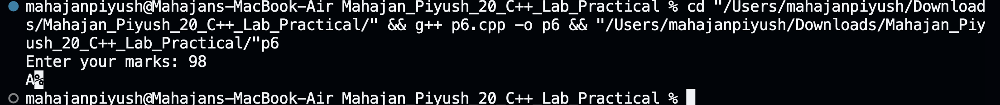 mahajanpiyush@Mahajans-MacBook-Air Mahajan_Piyush_20_C++_Lab_Practical % cd "/Users/mahajanpiyush/Download
s/Mahajan_Piyush_20_C++_Lab_Practical/" && g++ p6.cpp -o p6 && "/Users/mahajanpiyush/Downloads/Mahajan_Piy
ush_20_C++_Lab_Practical/"p6
Enter your marks: 98
A%
mahajanpiyush@Mahajans-MacBook-Air Mahajan_Piyush_20_C++_Lab_Practical %